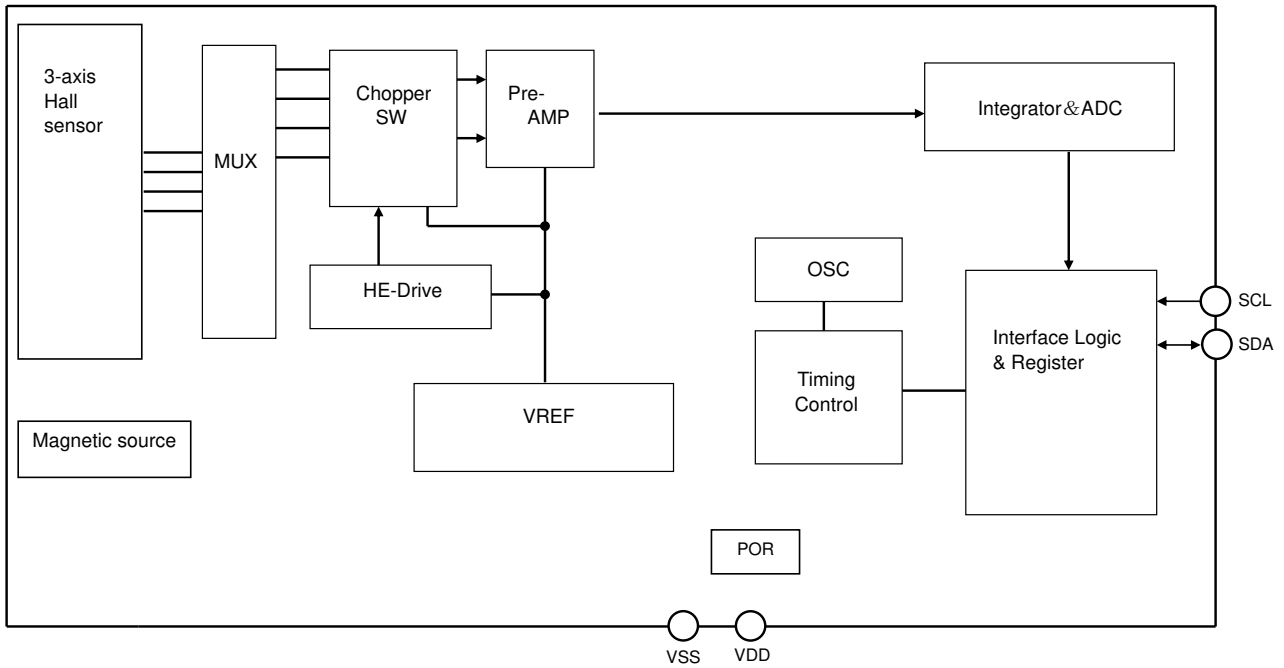 3-axis
Hall
sensor
MUX
Chopper
SW
Pre-
AMP
Integrator&ADC
HE-Drive
OSC
VREF
Timing
Control
Interface Logic
& Register
SCL
SDA
Magnetic source
POR
VSS
VDD